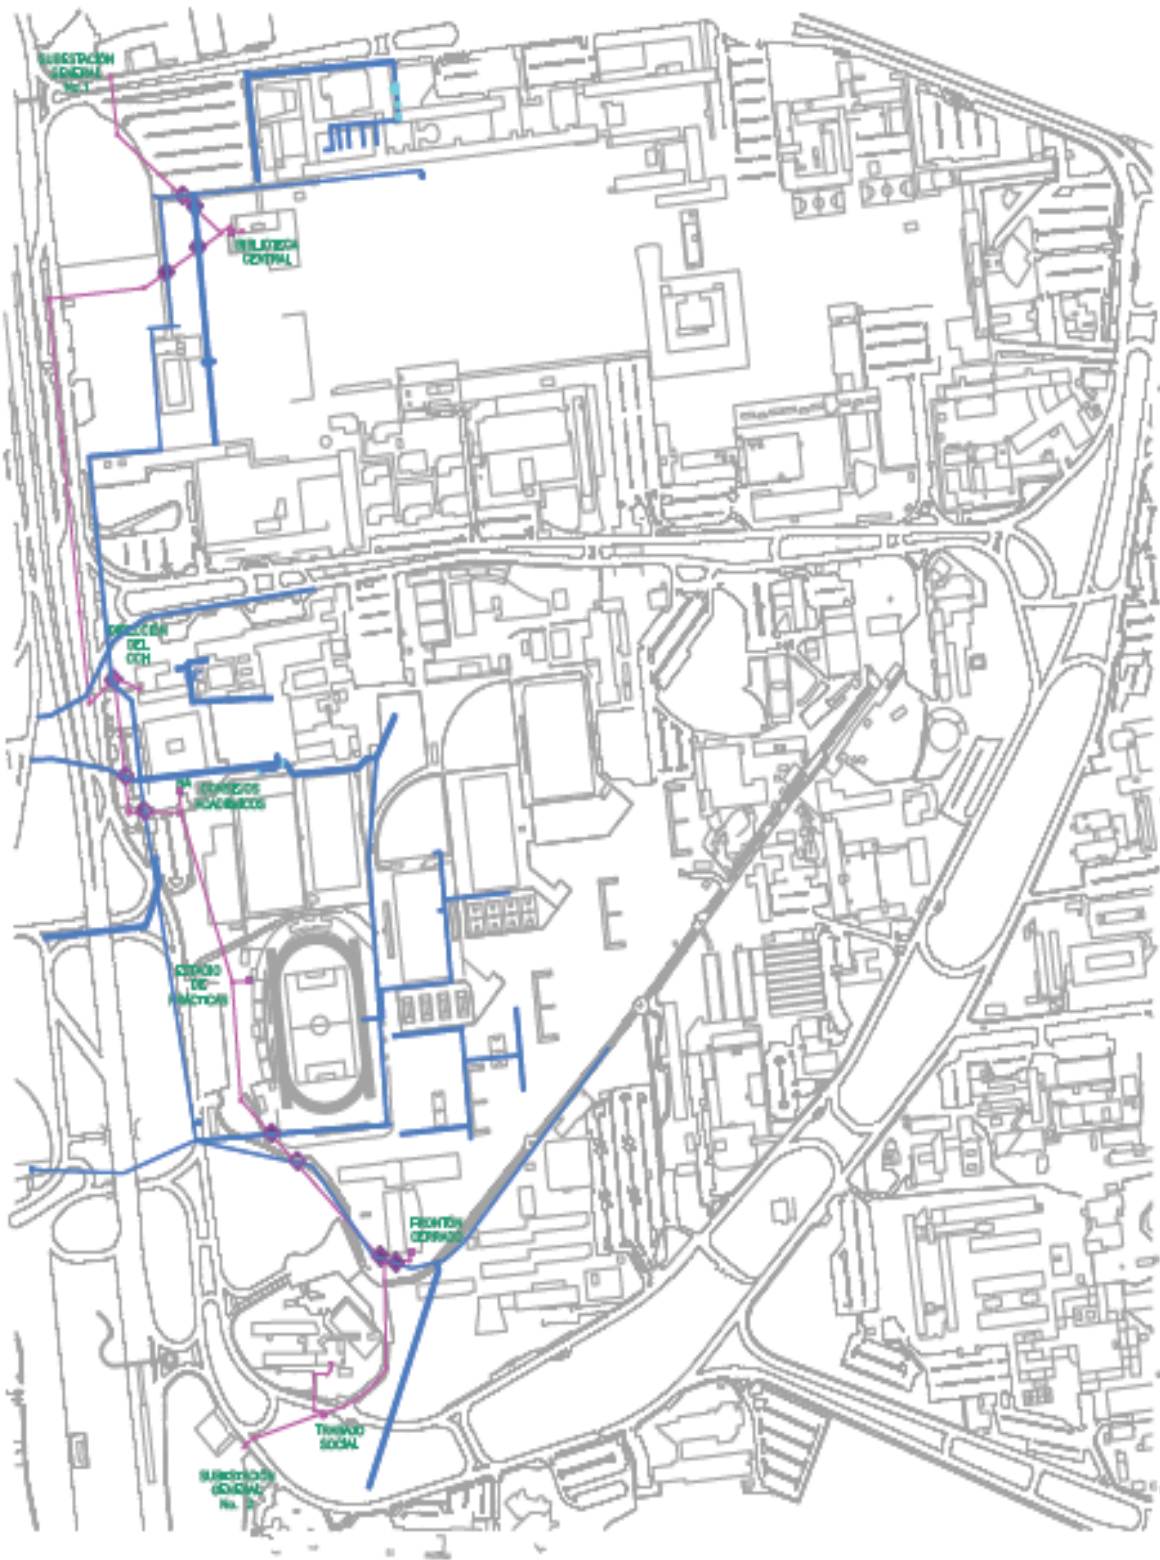 SUBESTACIÓN
GENERAL
No.1
BIBLIOTECA
CENTRAL
DIRECCIÓN
DEL
CCH
CONSEJOS
ACADÉMICOS
ESTADIO
DE
PRÁCTICAS
FRONTÓN
CERRADO
TRABAJO
SOCIAL
SUBESTACIÓN
GENERAL
No. 2